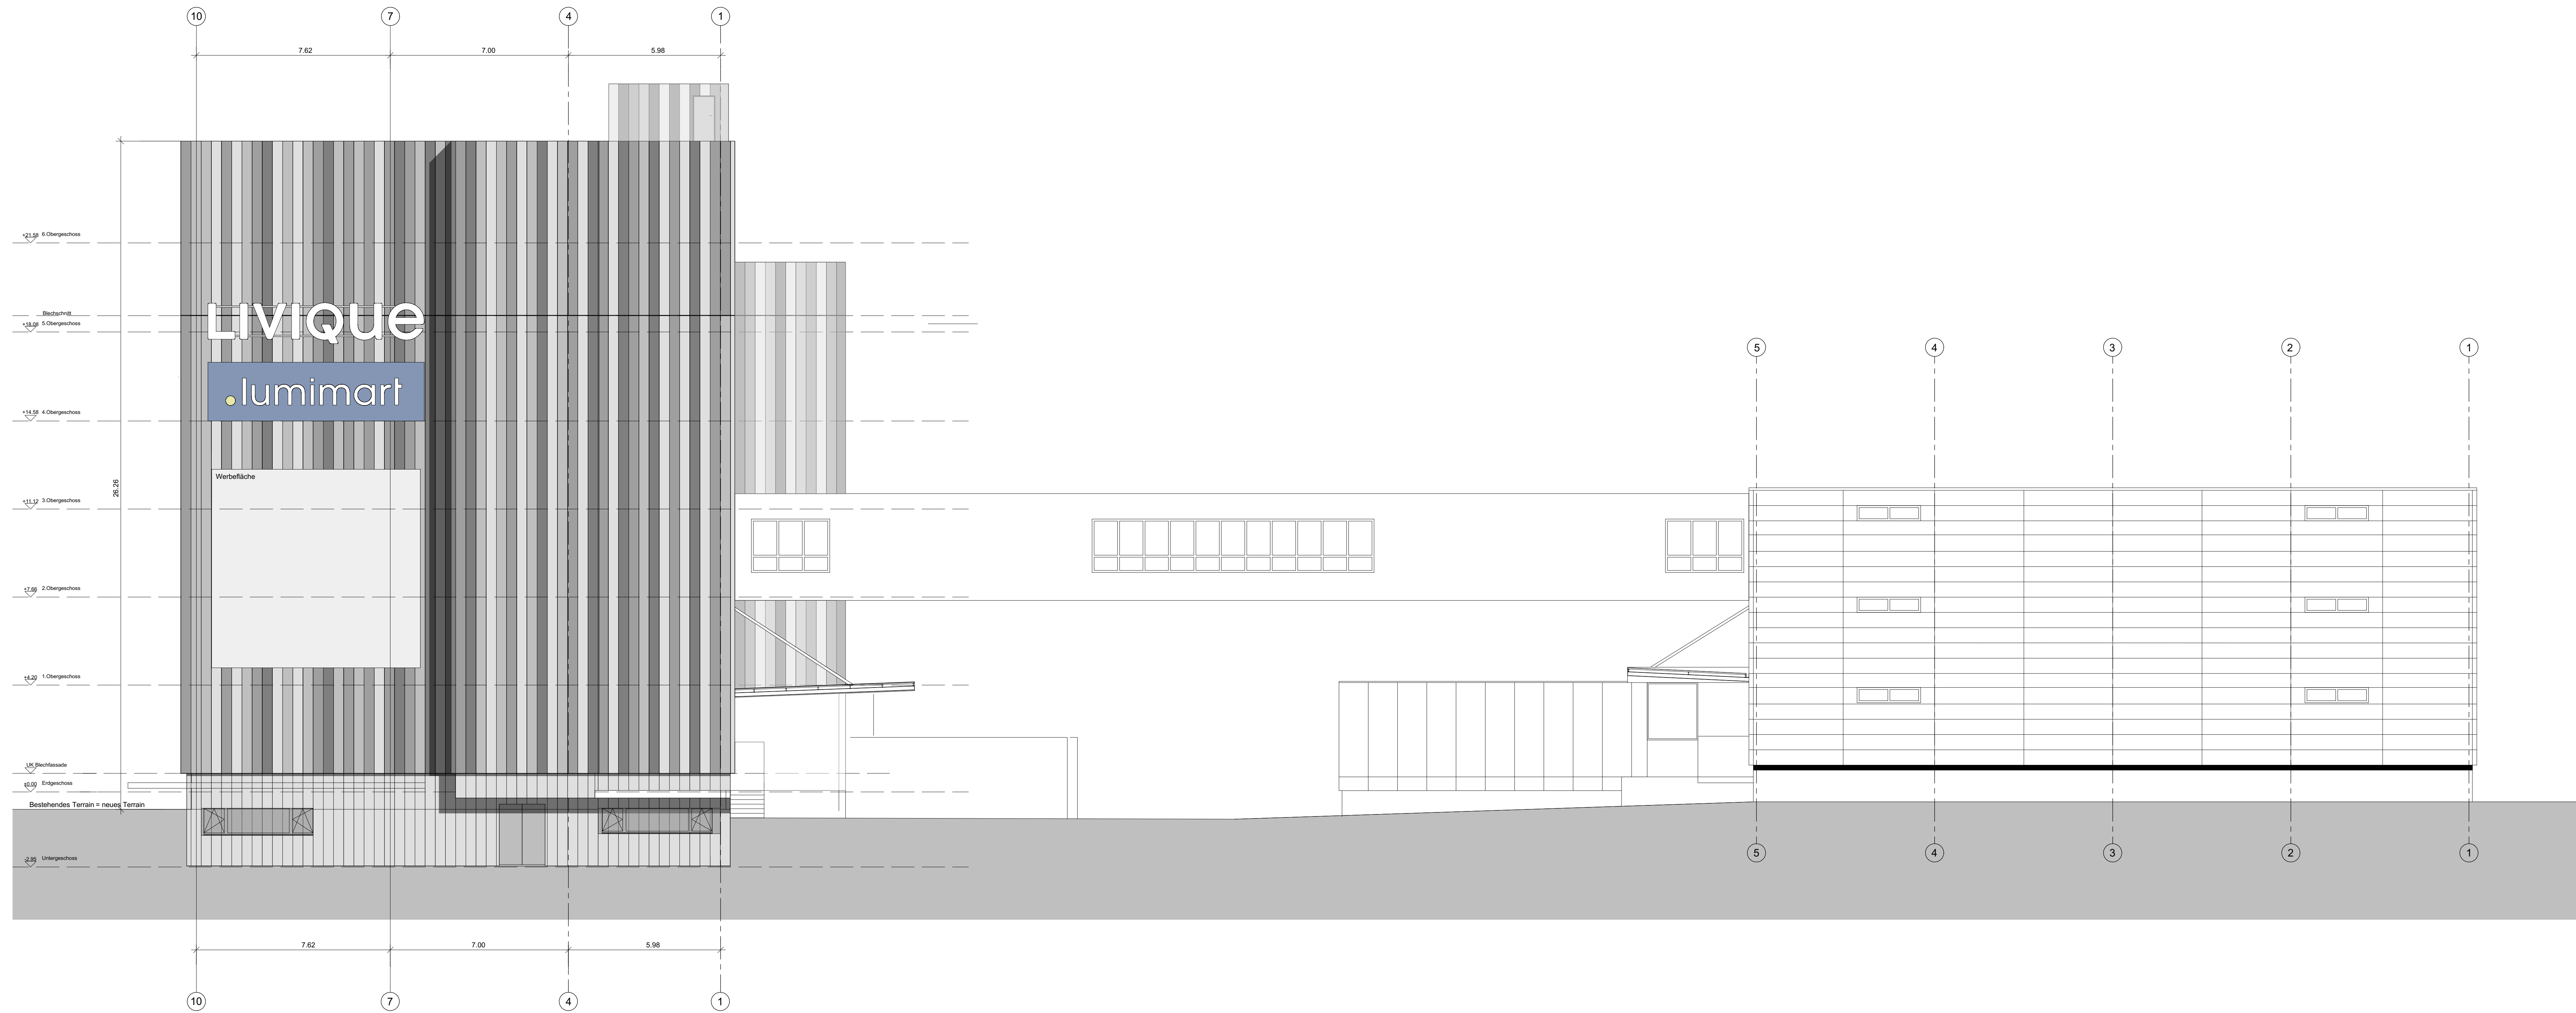 10 7 4 1
7.62 7.00 5.98
+21.58 6.Obergeschoss
Blechschnitt
+18.08 5.Obergeschoss
LIVIQUE
.lumimart
5 4 3 2 1
+14.58 4.Obergeschoss
Werbefläche
26.26
+11.12 3.Obergeschoss
+7.66 2.Obergeschoss
+4.20 1.Obergeschoss
UK Blechfassade
±0.00 Erdgeschoss
Bestehendes Terrain = neues Terrain
-2.95 Untergeschoss
5 4 3 2 1
7.62 7.00 5.98
10 7 4 1